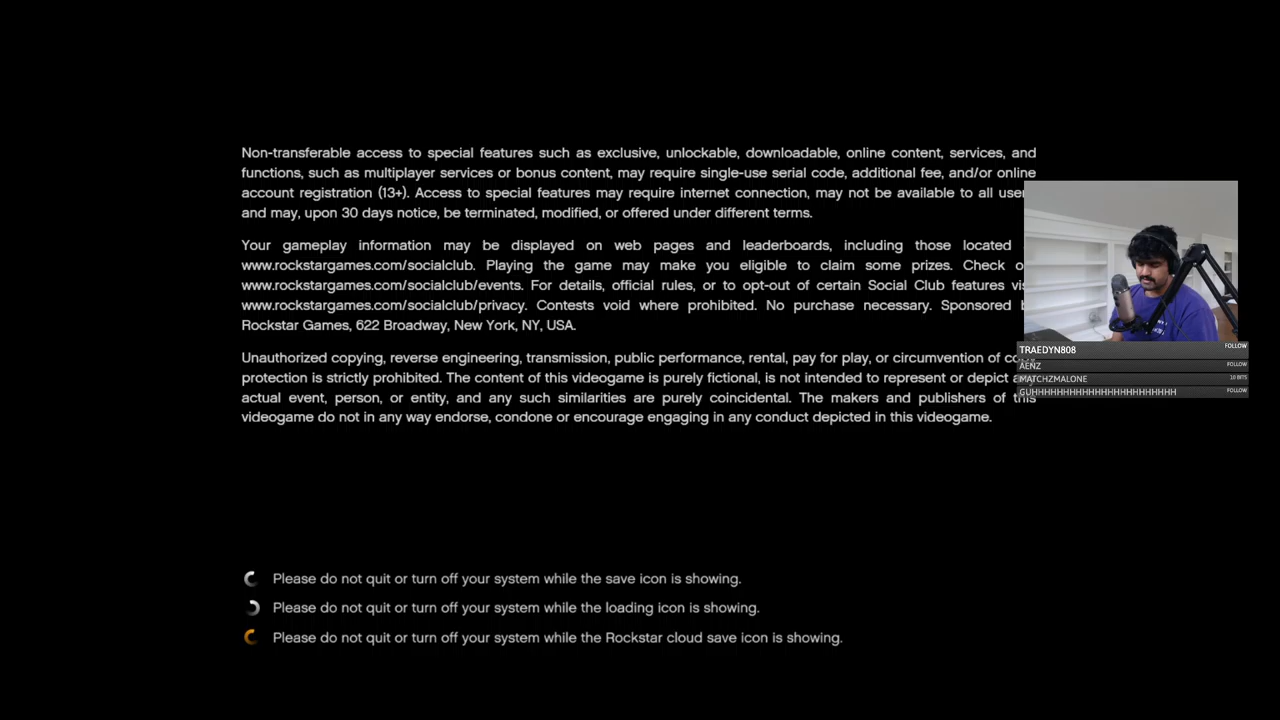 Non-transferable access to special features such as exclusive, unlockable, downloadable, online content, services, and
functions, such as multiplayer services or bonus content, may require single-use serial code, additional fee, and/or online
account registration (13+). Access to special features may require internet connection, may not be available to all
and may, upon 30 days notice, be terminated, modified, or offered under different terms.
Your gameplay information may be displayed on web pages and leaderboards, including those located
www.rockstargames.com/socialclub. Playing the game may make you eligible to claim some prizes. Check
www.rockstargames.com/socialclub/events. For details, official rules, or to opt-out of certain Social Club features
www.rockstargames.com/socialclub/privacy. Contests void where prohibited. No purchase necessary. Sponsored
Rockstar Games, 622 Broadway, New York, NY, USA.
Unauthorized copying, reverse engineering, transmission, public performance, rental, pay for play, or circumvention of
protection is strictly prohibited. The content of this videogame is purely fictional, is not intended to represent or depict
actual event, person, or entity, and any such similarities are purely coincidental. The makers and publishers of this
videogame do not in any way endorse, condone or encourage engaging in any conduct depicted in this videogame.
TRAEDYN808 FOLLOW
AENZ FOLLOW
MATCHZMALONE 10 BITS
GUHHHHHHHHHHHHHHHHHHHHHHH FOLLOW
Please do not quit or turn off your system while the save icon is showing.
Please do not quit or turn off your system while the loading icon is showing.
Please do not quit or turn off your system while the Rockstar cloud save icon is showing.